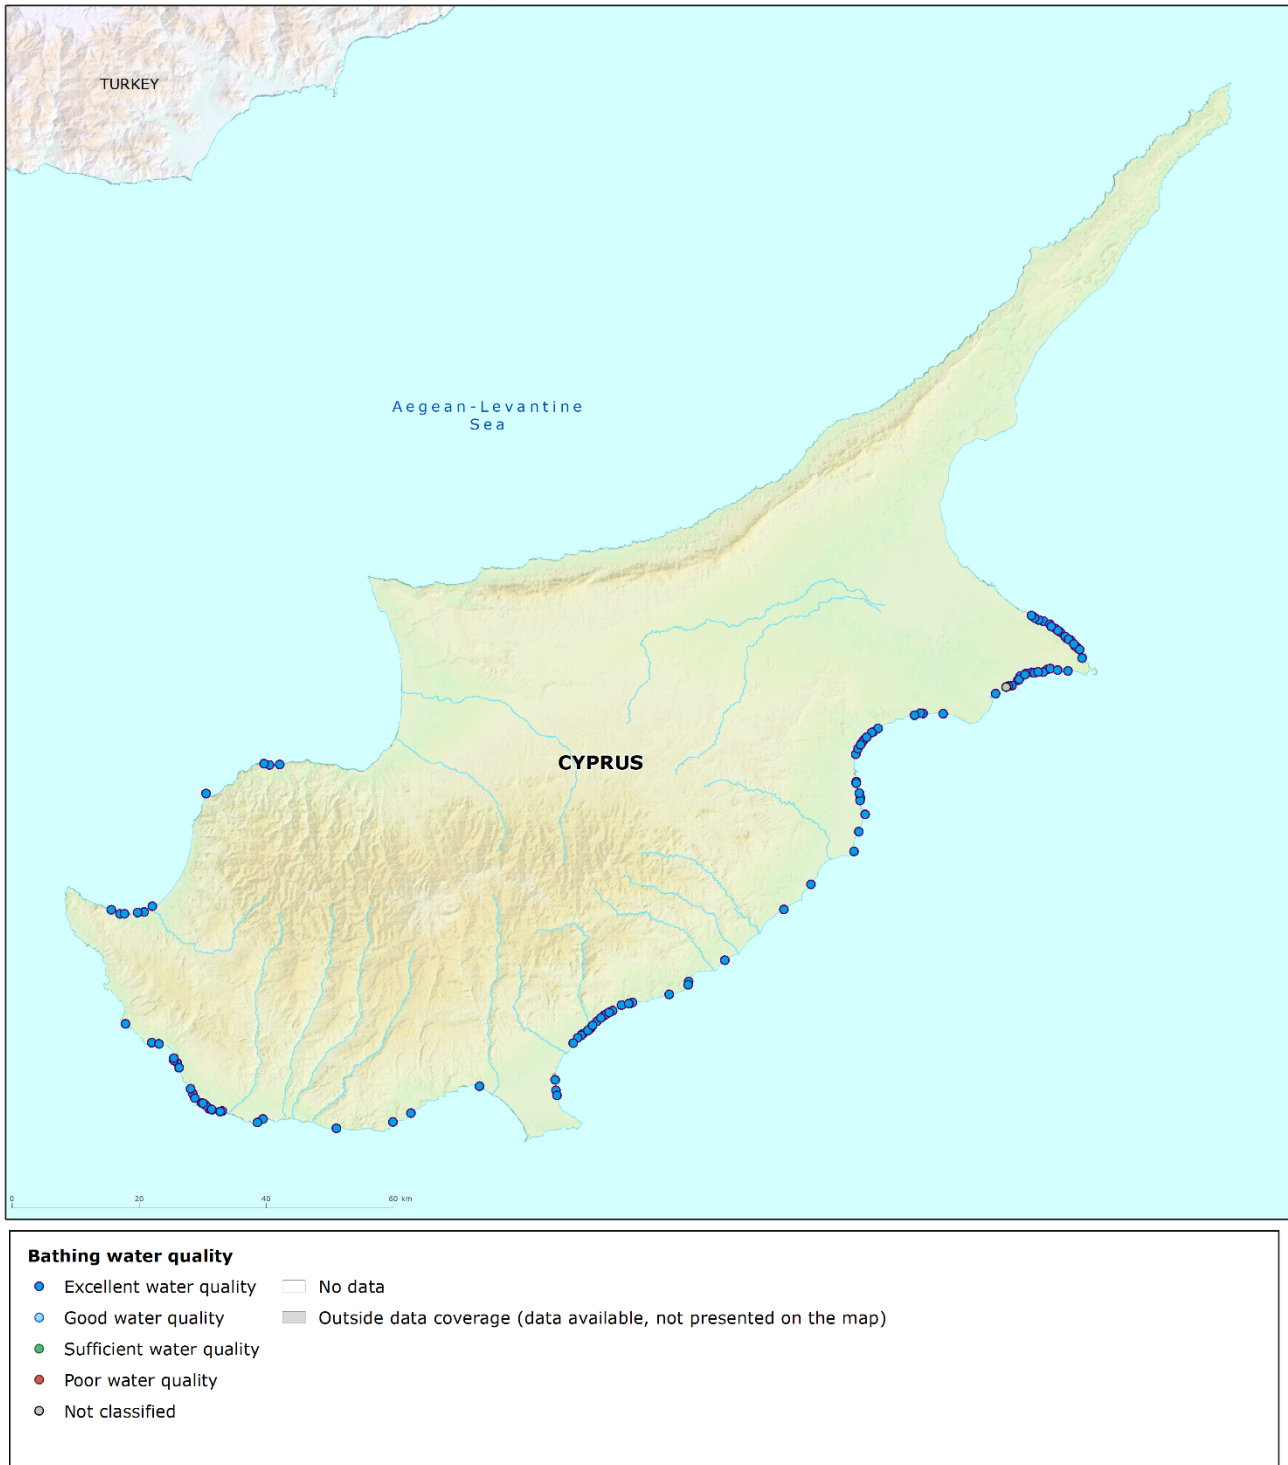 TURKEY
Aegean-Levantine
Sea
CYPRUS
0 20 40 60 km
Bathing water quality
Excellent water quality
No data
Good water quality
Outside data coverage (data available, not presented on the map)
Sufficient water quality
Poor water quality
Not classified